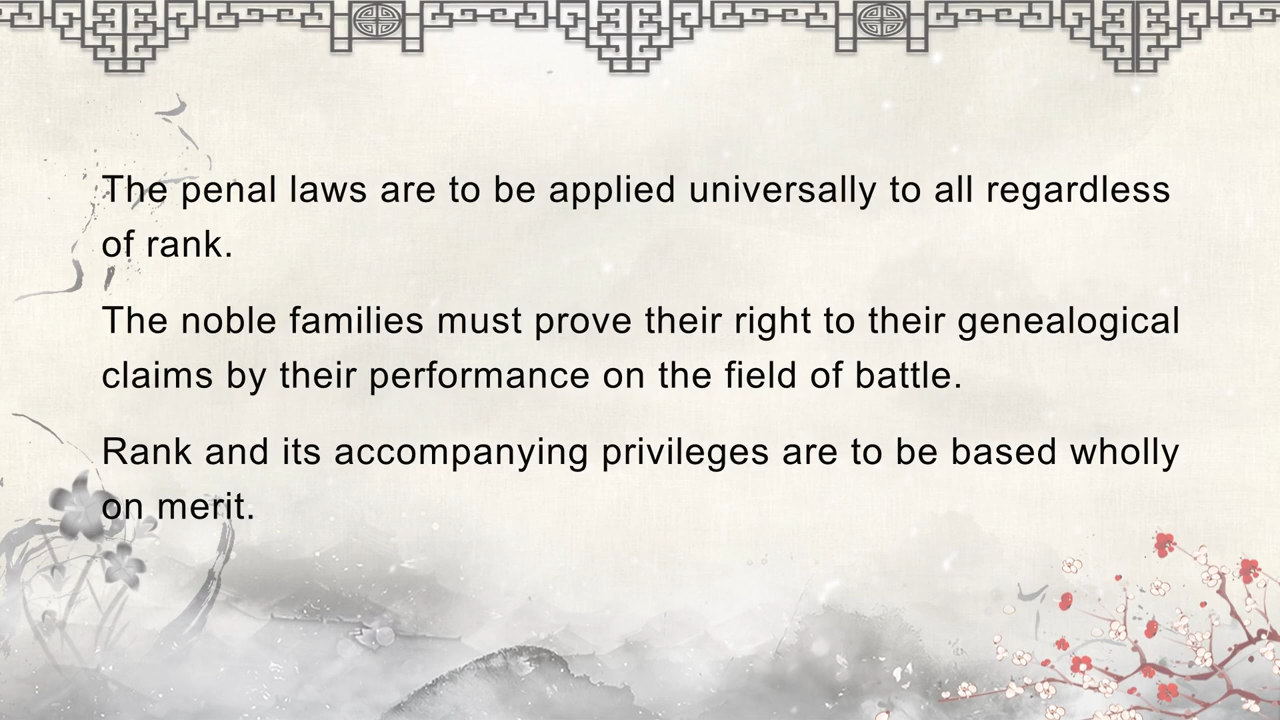 The penal laws are to be applied universally to all regardless
of rank.
The noble families must prove their right to their genealogical
claims by their performance on the field of battle.
Rank and its accompanying privileges are to be based wholly
on merit.